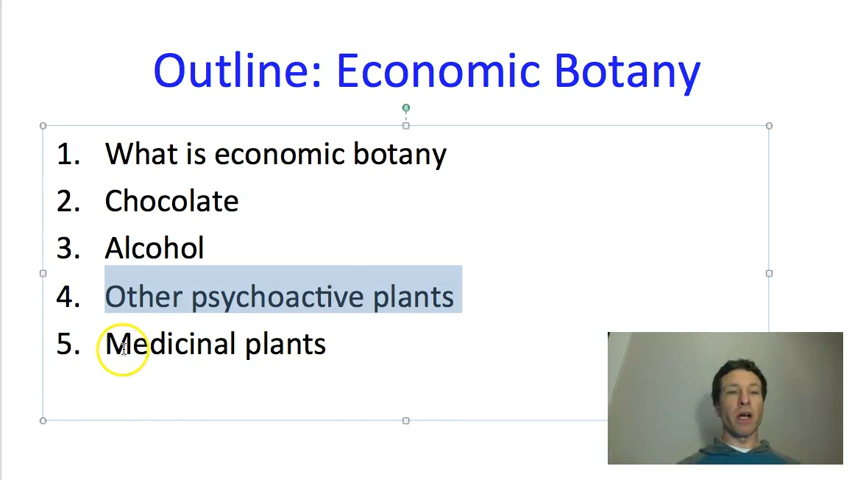 Outline: Economic Botany
1. What is economic botany
2. Chocolate
3. Alcohol
4. Other psychoactive plants
5. Medicinal plants